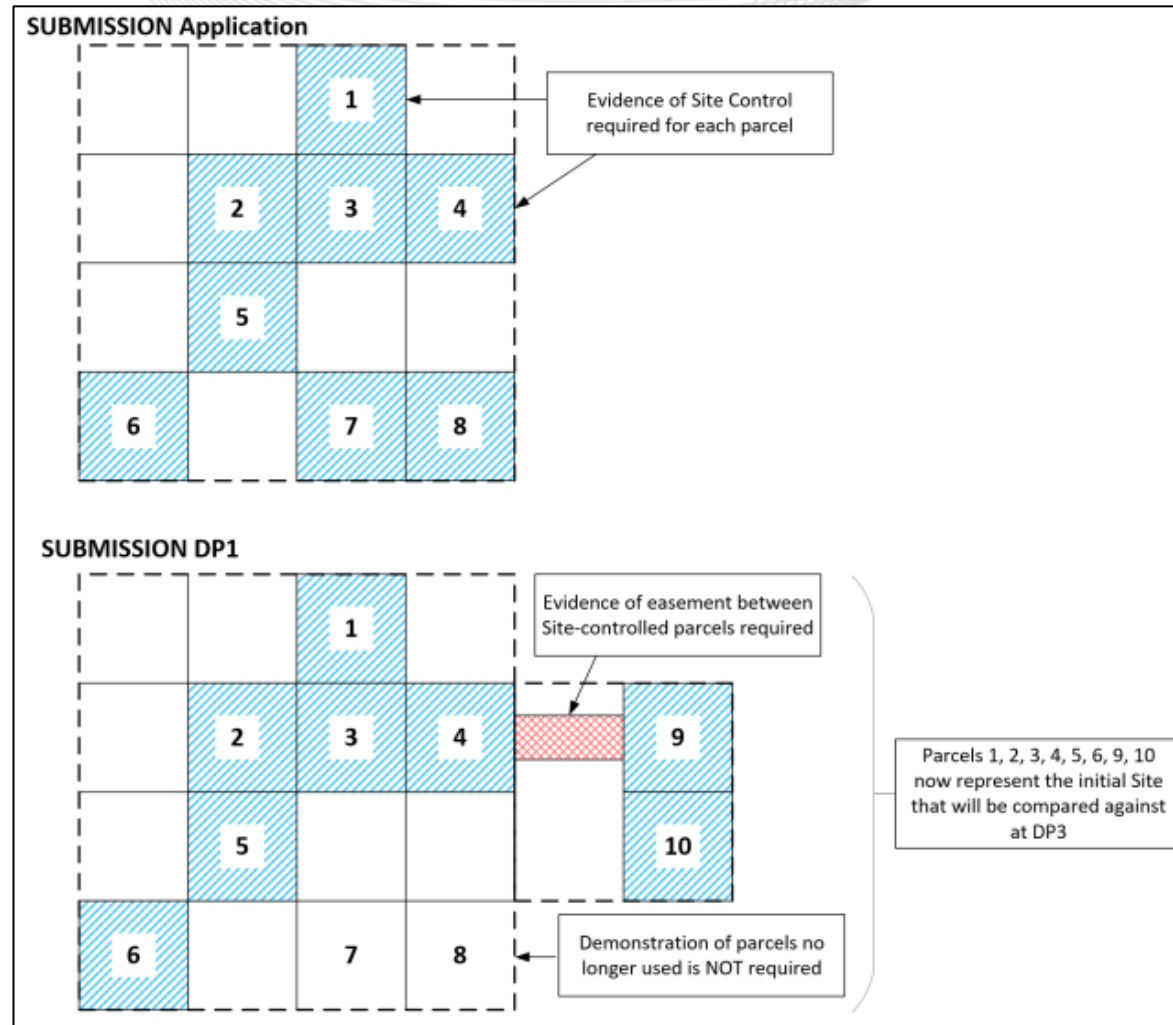 SUBMISSION Application
1
Evidence of Site Control
required for each parcel
2
3
4
5
6
7
8
SUBMISSION DP1
Evidence of easement between
Site-controlled parcels required
1
2
3
4
9
Parcels 1, 2, 3, 4, 5, 6, 9, 10
now represent the initial Site
that will be compared against
at DP3
5
10
6
7
8
Demonstration of parcels no
longer used is NOT required